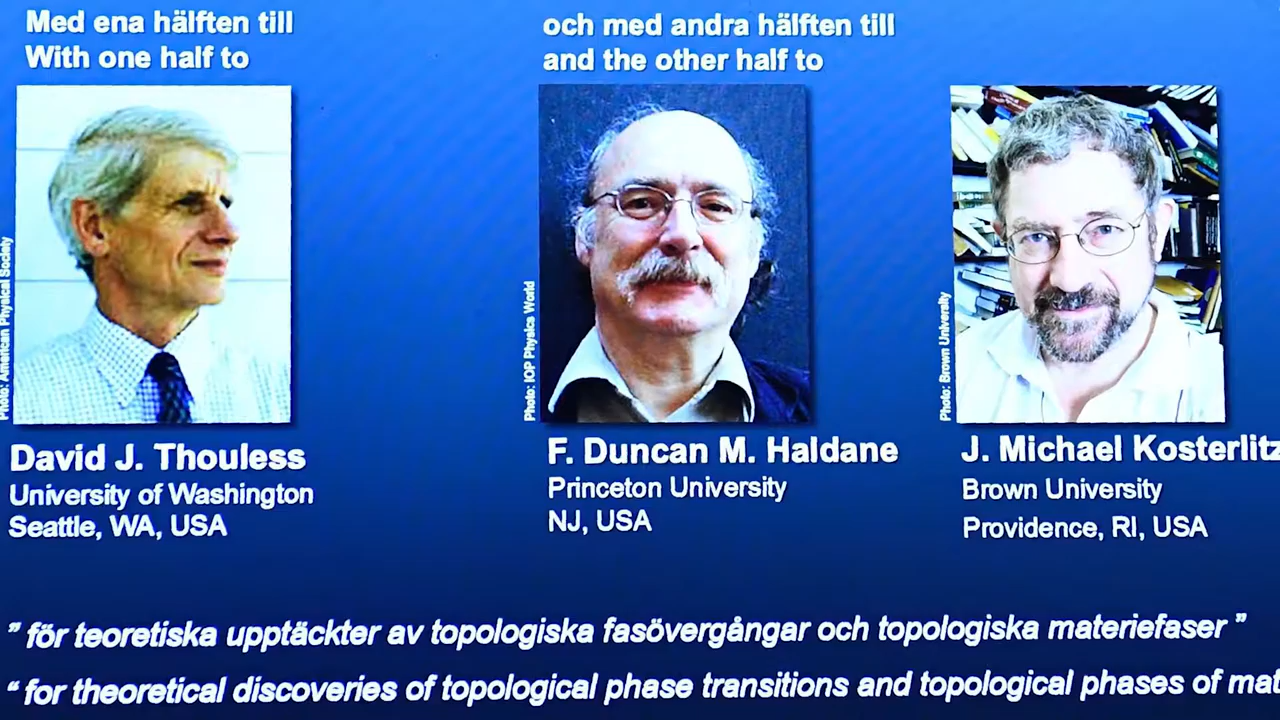 Med ena hälften till
With one half to
och med andra hälften till
and the other half to
Photo: American Physical Society
Photo: IOP Physics World
Photo: Brown University
David J. Thouless
University of Washington
Seattle, WA, USA
F. Duncan M. Haldane
Princeton University
NJ, USA
J. Michael Kosterlitz
Brown University
Providence, RI, USA
” för teoretiska upptäckter av topologiska fasövergångar och topologiska materiefaser ”
“ for theoretical discoveries of topological phase transitions and topological phases of mat